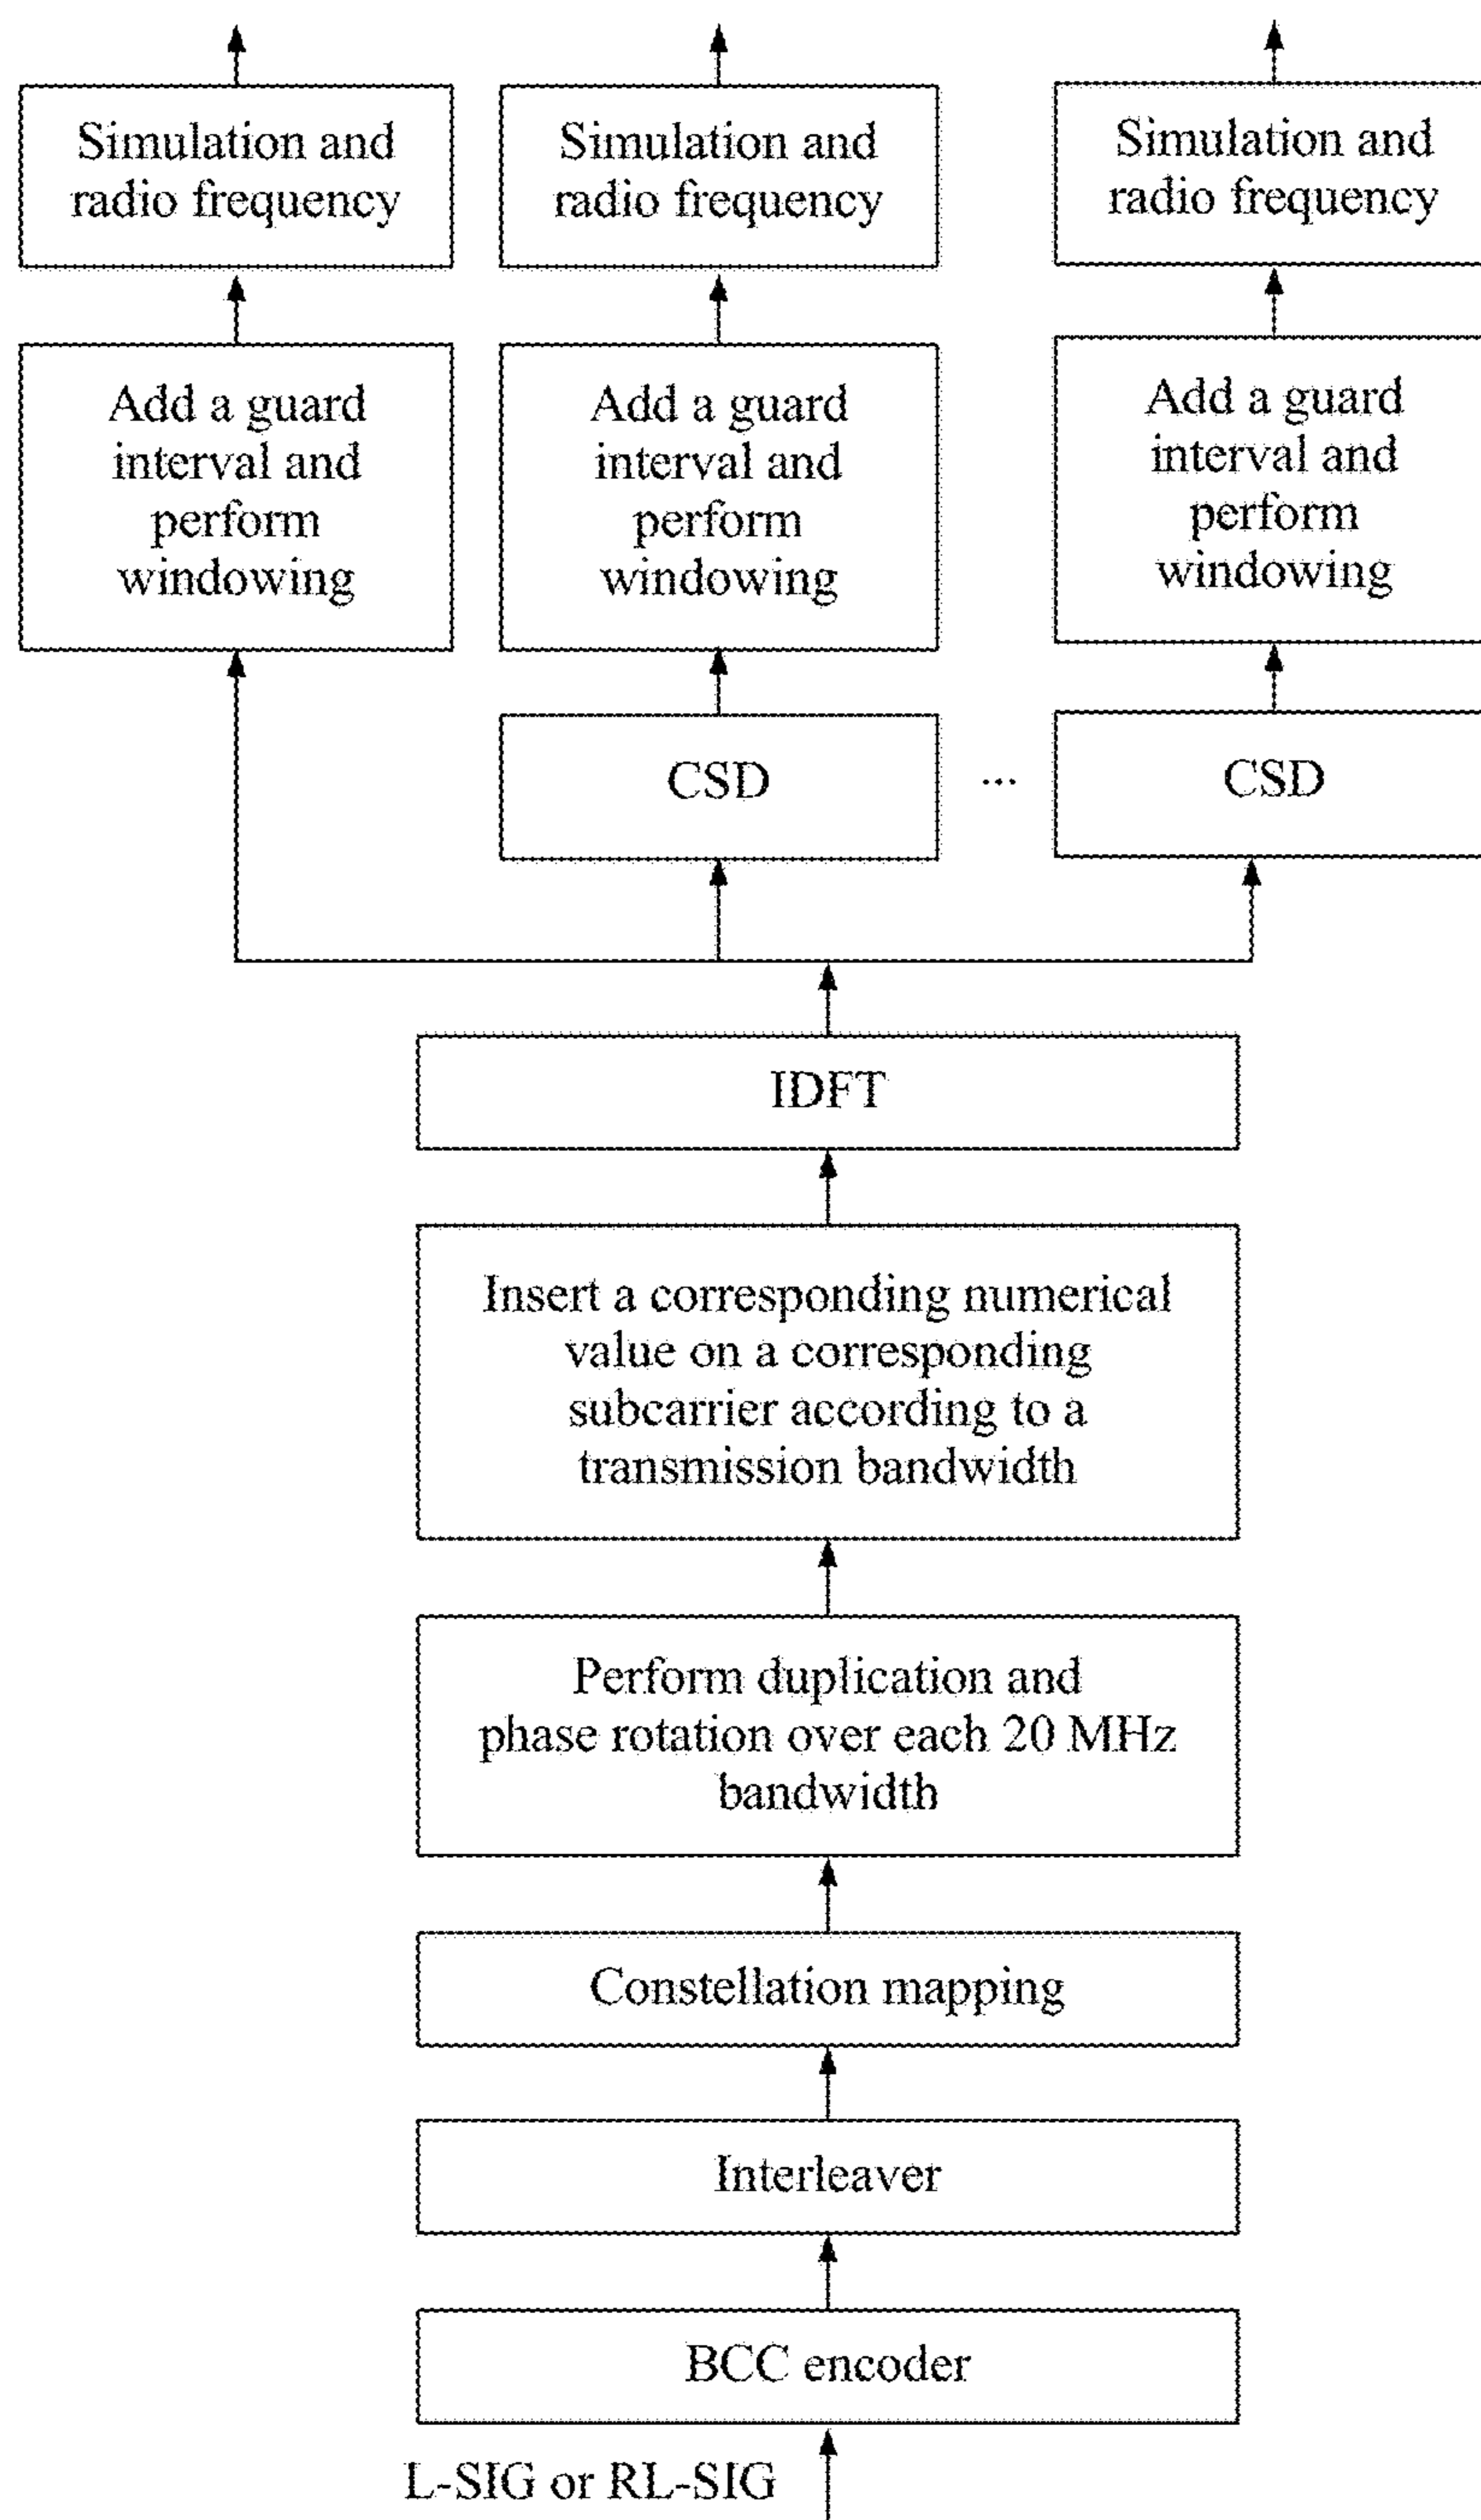 Simulation and
radio frequency
Simulation and
radio frequency
Simulation and
radio frequency
Add a guard
interval and
perform
windowing
Add a guard
interval and
perform
windowing
Add a guard
interval and
perform
windowing
CSD
...
CSD
IDFT
Insert a corresponding numerical
value on a corresponding
subcarrier according to a
transmission bandwidth
Perform duplication and
phase rotation over each 20 MHz
bandwidth
Constellation mapping
Interleaver
BCC encoder
L-SIG or RL-SIG